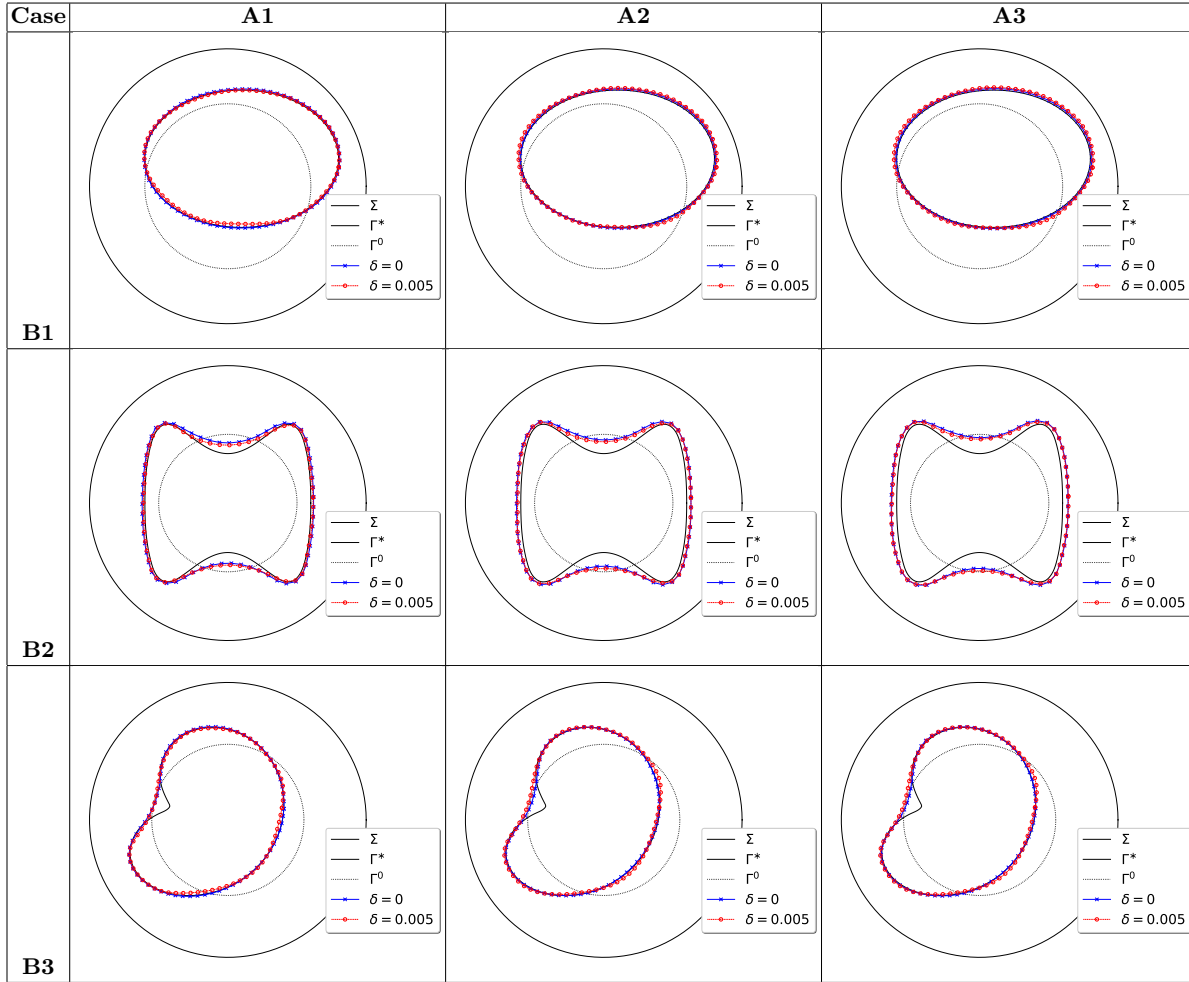 Case A1 A2 A3
Σ
Γ*
Γ⁰
δ = 0
δ = 0.005
Σ
Γ*
Γ⁰
δ = 0
δ = 0.005
Σ
Γ*
Γ⁰
δ = 0
δ = 0.005
B1
Σ
Γ*
Γ⁰
δ = 0
δ = 0.005
Σ
Γ*
Γ⁰
δ = 0
δ = 0.005
Σ
Γ*
Γ⁰
δ = 0
δ = 0.005
B2
Σ
Γ*
Γ⁰
δ = 0
δ = 0.005
Σ
Γ*
Γ⁰
δ = 0
δ = 0.005
Σ
Γ*
Γ⁰
δ = 0
δ = 0.005
B3